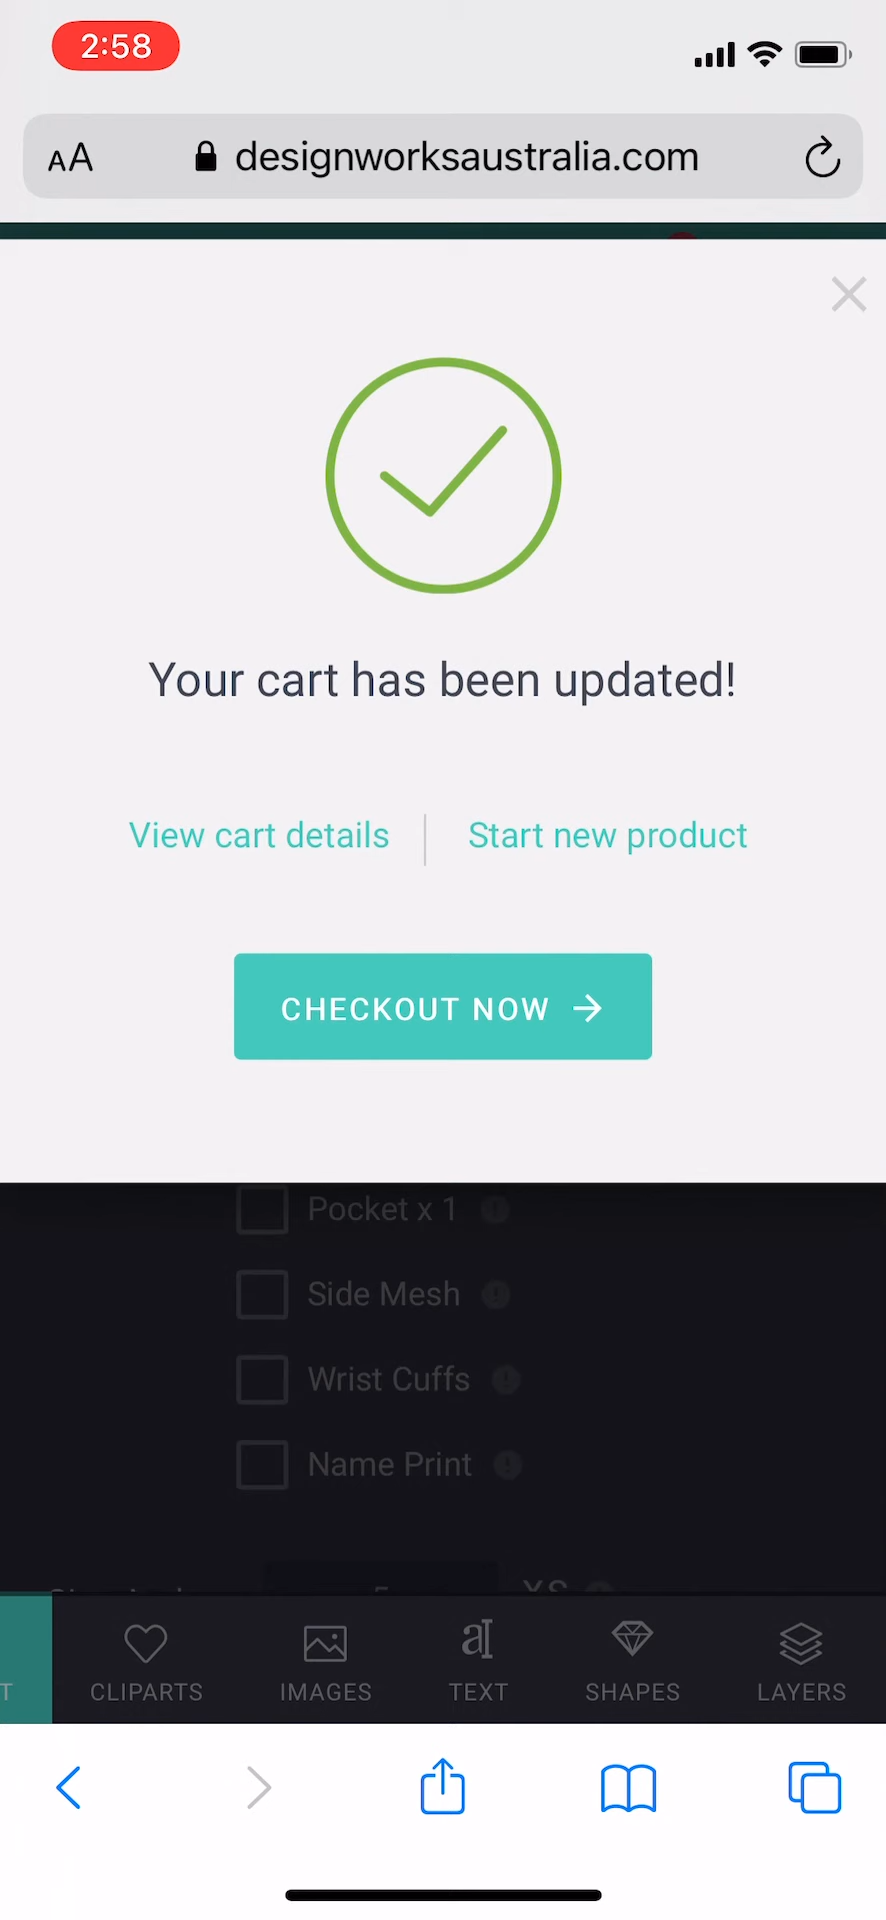 2:58
AA designworksaustralia.com
Your cart has been updated!
View cart details
Start new product
CHECKOUT NOW
Pocket x 1
Side Mesh
Wrist Cuffs
Name Print
T
CLIPARTS
IMAGES
TEXT
SHAPES
LAYERS